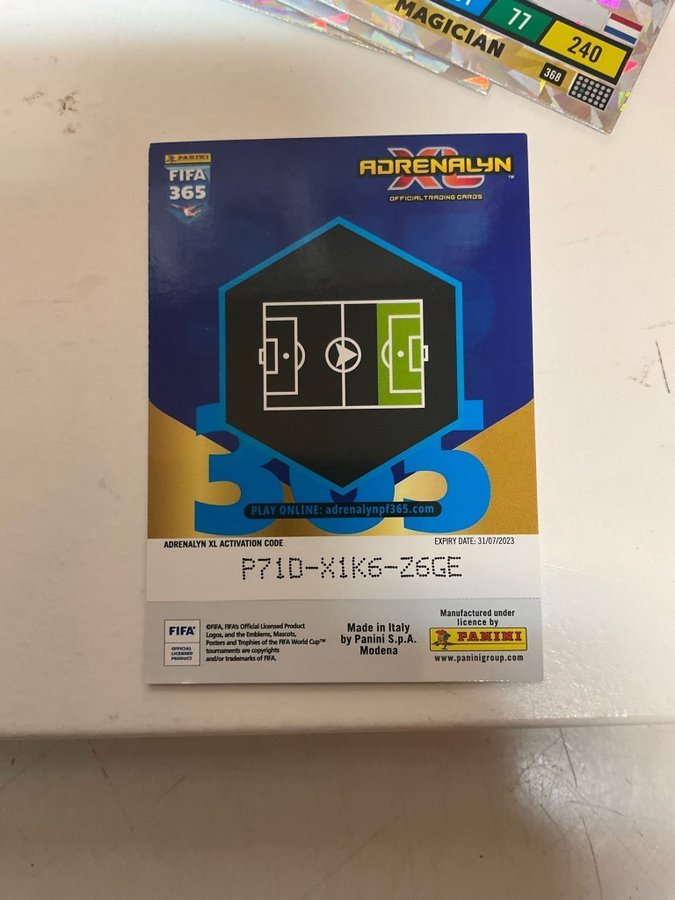 77
240
MAGICIAN
368
PANINI
FIFA
365
ADRENALYN
XL™
OFFICIAL TRADING CARDS
365
PLAY ONLINE: adrenalynpf365.com
ADRENALYN XL ACTIVATION CODE
EXPIRY DATE: 31/07/2023
P71D-X1K6-Z6GE
FIFA®
OFFICIAL
LICENSED
PRODUCT
©FIFA, FIFA's Official Licensed Product
Logos, and the Emblems, Mascots,
Posters and Trophies of the FIFA World Cup™
tournaments are copyrights
and/or trademarks of FIFA.
Made in Italy
by Panini S.p.A.
Modena
Manufactured under
licence by
PANINI
www.paninigroup.com